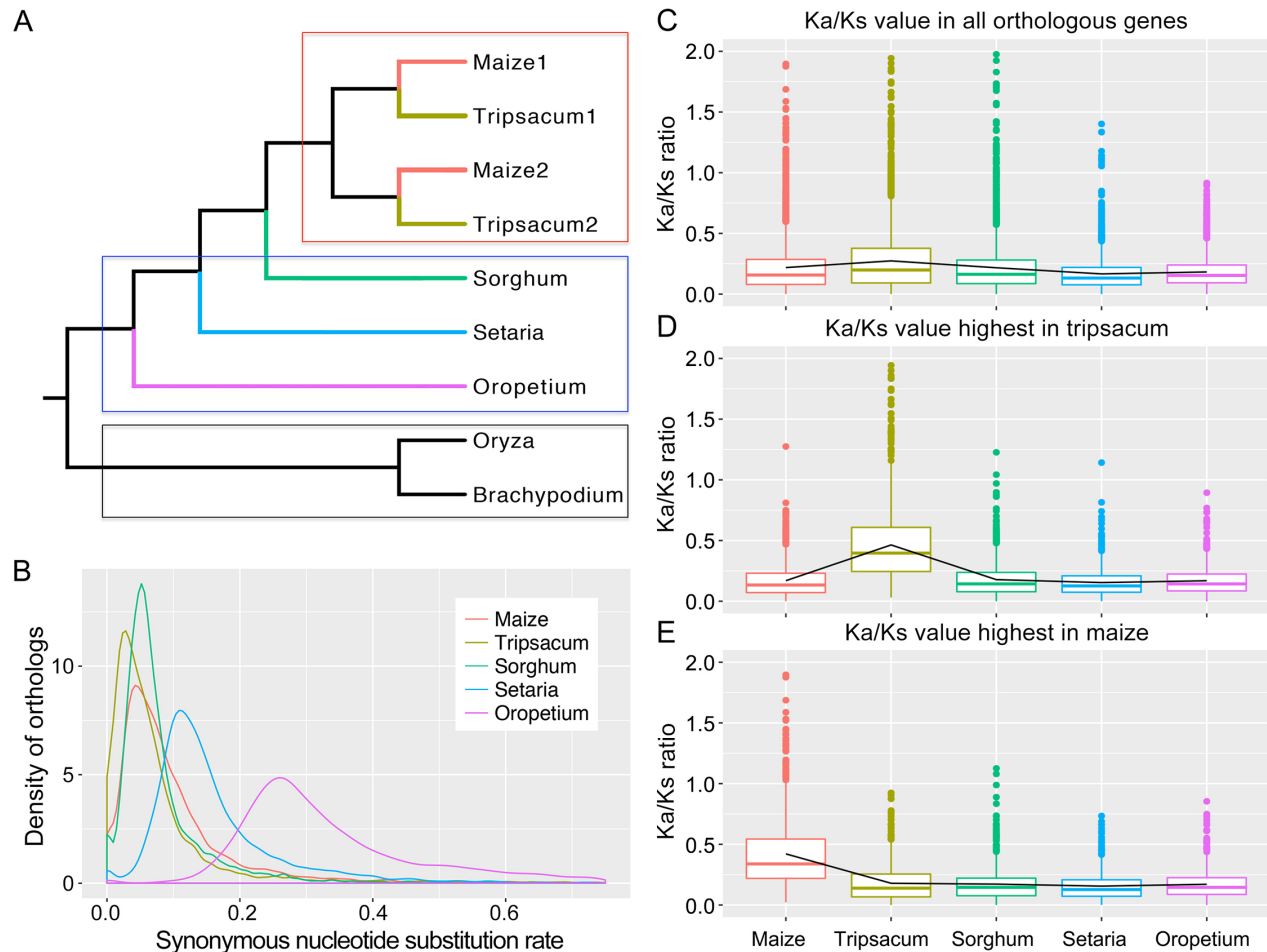 A
Maize1
Tripsacum1
Maize2
Tripsacum2
Sorghum
Setaria
Oropetium
Oryza
Brachypodium
B
Density of orthologs
10
5
0
0.0 0.2 0.4 0.6
Synonymous nucleotide substitution rate
Maize
Tripsacum
Sorghum
Setaria
Oropetium
C
Ka/Ks value in all orthologous genes
Ka/Ks ratio
2.0
1.5
1.0
0.5
0.0
D
Ka/Ks value highest in tripsacum
Ka/Ks ratio
2.0
1.5
1.0
0.5
0.0
E
Ka/Ks value highest in maize
Ka/Ks ratio
2.0
1.5
1.0
0.5
0.0
Maize Tripsacum Sorghum Setaria Oropetium